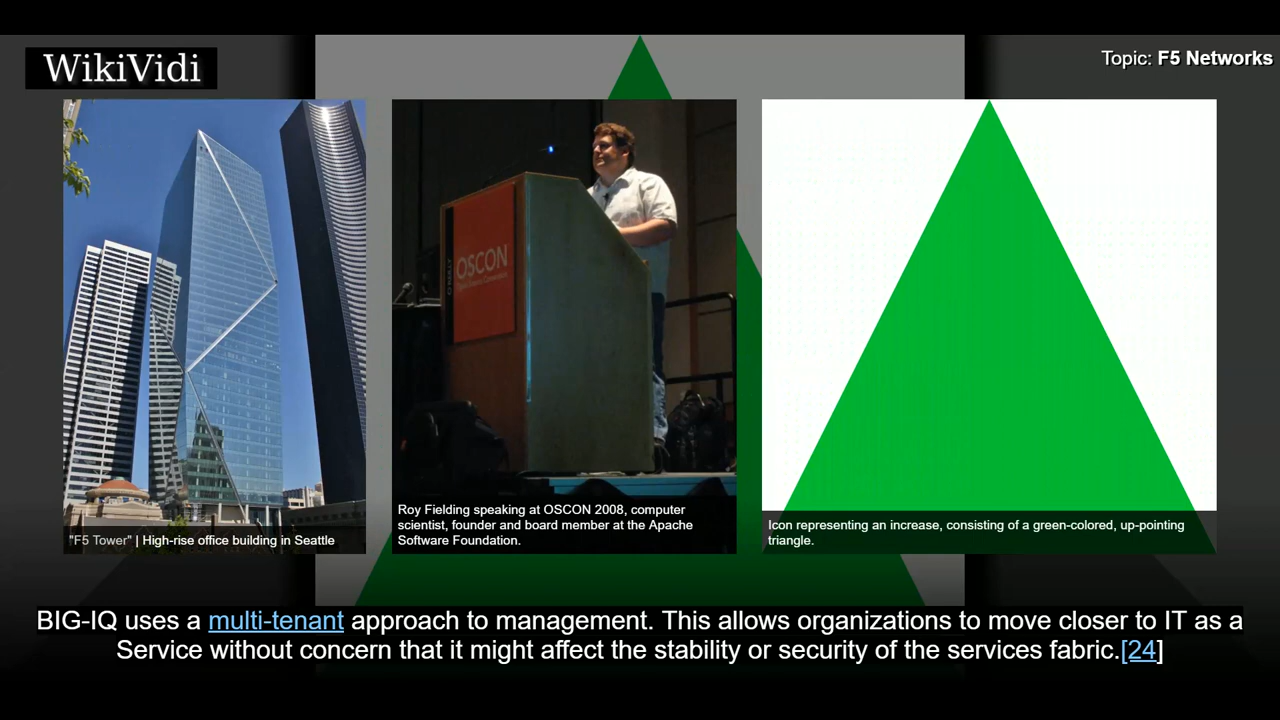 WikiVidi
Topic: F5 Networks
OSCON
"F5 Tower" | High-rise office building in Seattle
Roy Fielding speaking at OSCON 2008, computer
scientist, founder and board member at the Apache
Software Foundation.
Icon representing an increase, consisting of a green-colored, up-pointing
triangle.
BIG-IQ uses a multi-tenant approach to management. This allows organizations to move closer to IT as a
Service without concern that it might affect the stability or security of the services fabric.[24]